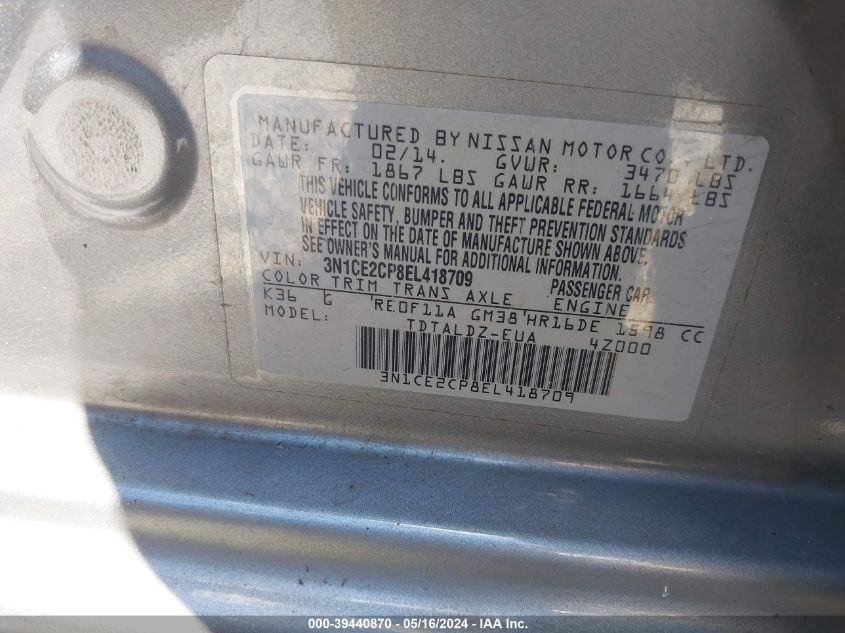 MANUFACTURED BY NISSAN MOTOR CO., LTD.
DATE: 02/14. GVWR: 3470 LBS
GAWR FR: 1867 LBS GAWR RR: 1664 LBS
THIS VEHICLE CONFORMS TO ALL APPLICABLE FEDERAL MOTOR
VEHICLE SAFETY, BUMPER AND THEFT PREVENTION STANDARDS
IN EFFECT ON THE DATE OF MANUFACTURE SHOWN ABOVE.
SEE OWNER'S MANUAL FOR ADDITIONAL INFORMATION.
VIN: 3N1CE2CP8EL418709 PASSENGER CAR
COLOR TRIM TRANS AXLE ENGINE
K36 G RE0F11A GM38 HR16DE 1598 CC
MODEL: TDTALDZ-EUA 4Z000
3N1CE2CP8EL418709
000-39440870 - 05/16/2024 - IAA, Inc.